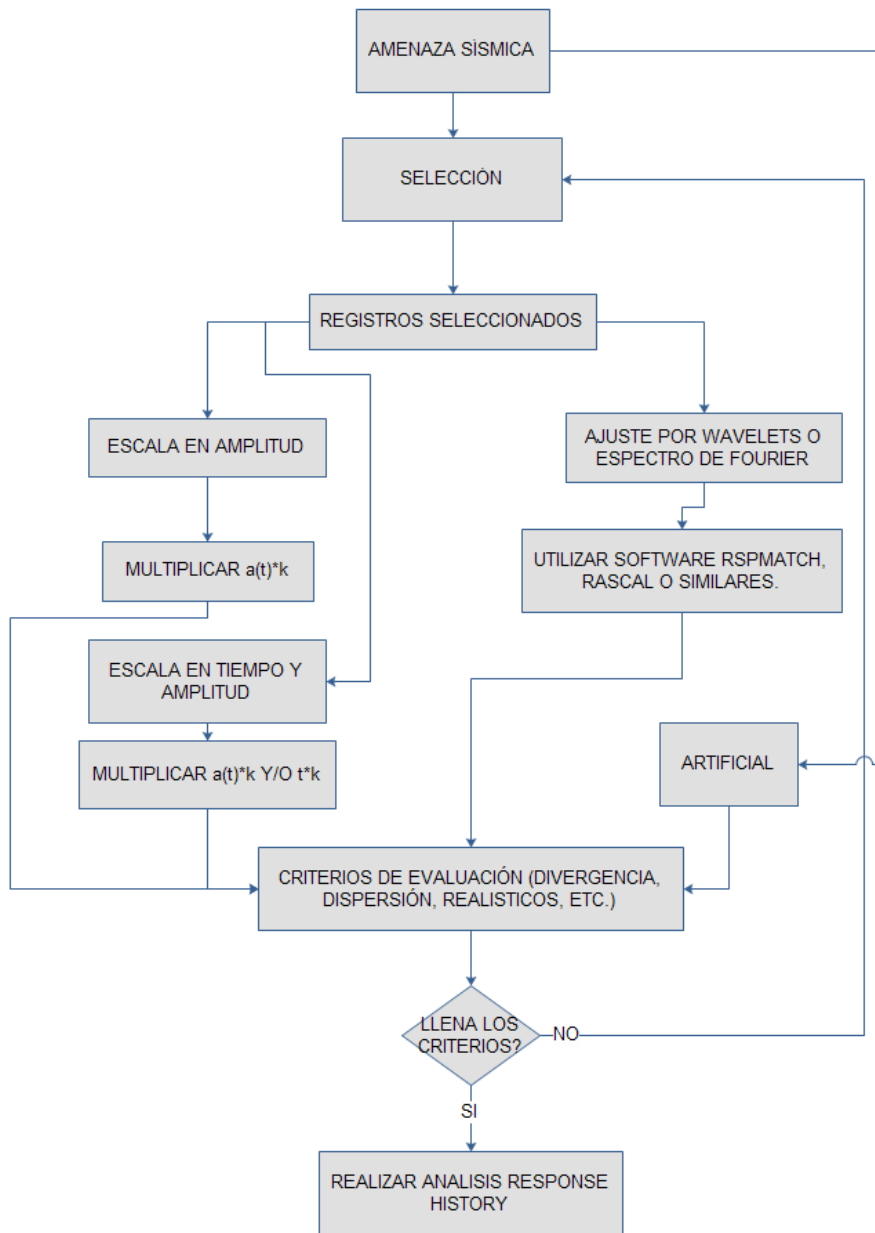 AMENAZA SÍSMICA
SELECCIÓN
REGISTROS SELECCIONADOS
ESCALA EN AMPLITUD
AJUSTE POR WAVELETS O
ESPECTRO DE FOURIER
MULTIPLICAR a(t)*k
UTILIZAR SOFTWARE RSPMATCH,
RASCAL O SIMILARES.
ESCALA EN TIEMPO Y
AMPLITUD
MULTIPLICAR a(t)*k Y/O t*k
ARTIFICIAL
CRITERIOS DE EVALUACIÓN (DIVERGENCIA,
DISPERSIÓN, REALISTICOS, ETC.)
LLENA LOS
CRITERIOS?
NO
SI
REALIZAR ANALISIS RESPONSE
HISTORY